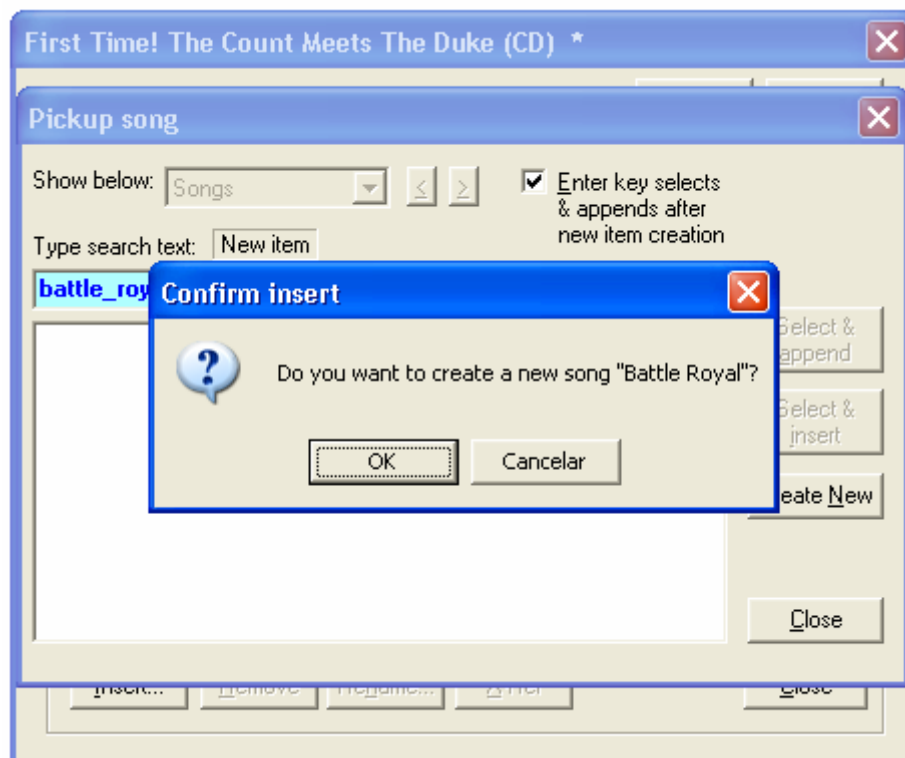 First Time! The Count Meets The Duke (CD) *
Pickup song
Show below: Songs < >
Enter key selects
& appends after
new item creation
Type search text: New item
battle_roy
Confirm insert
Do you want to create a new song "Battle Royal"?
OK Cancelar
Select &
append
Select &
insert
eate New
Close
Insert... Remove Rename... Close